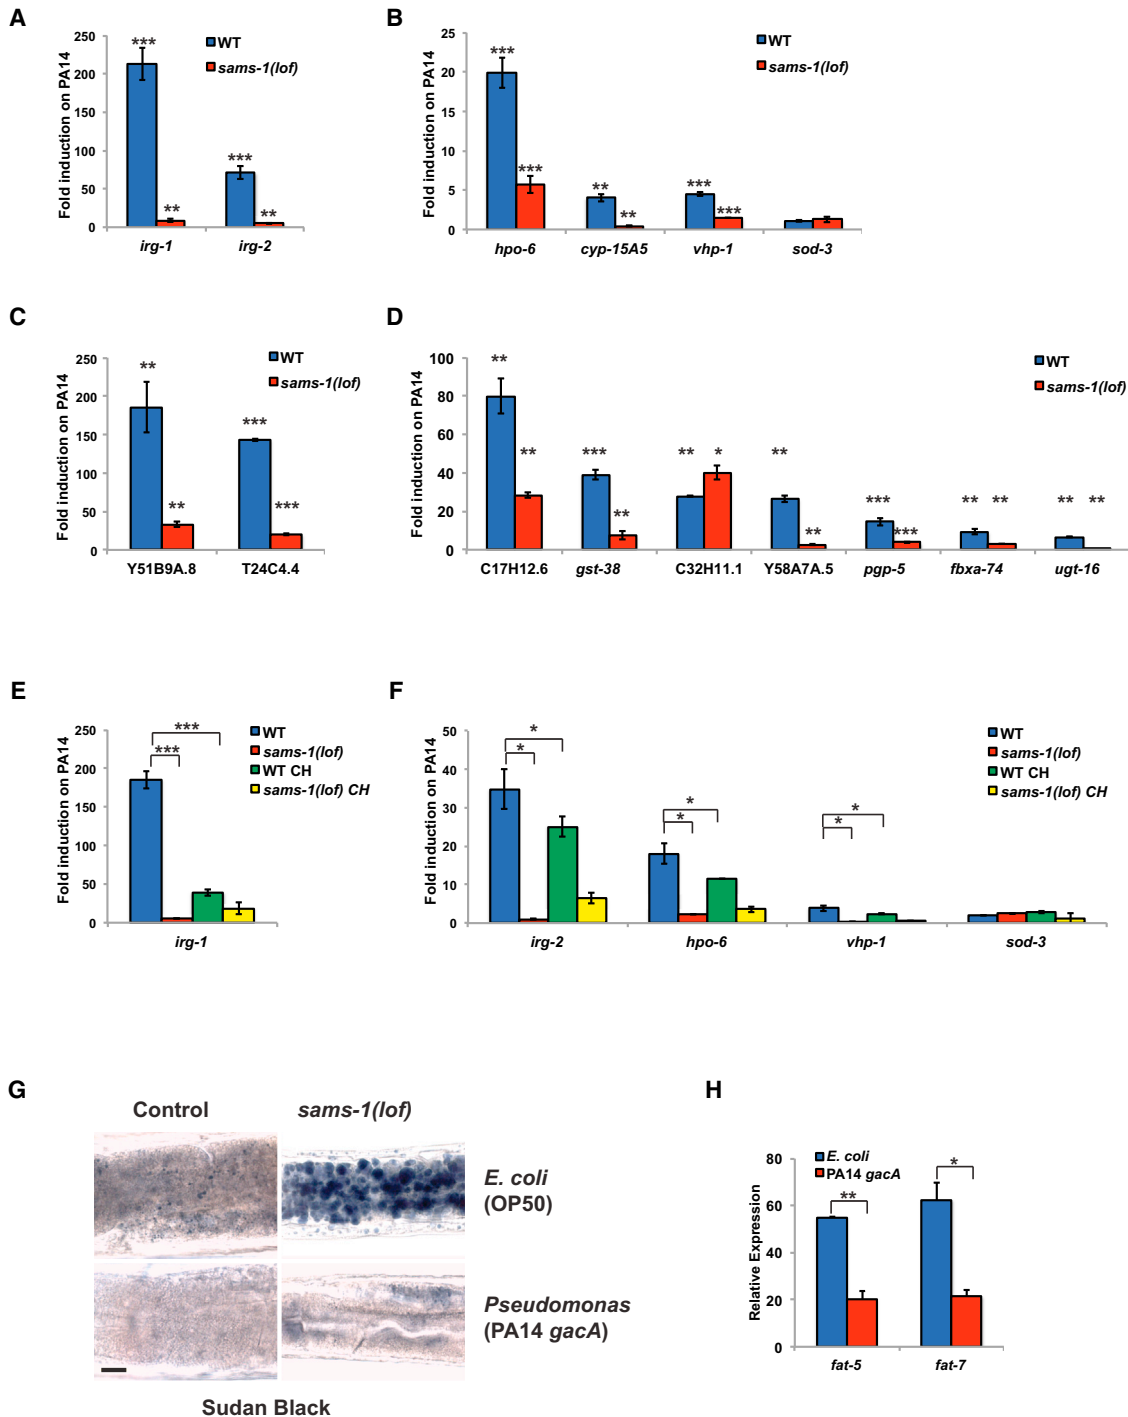 A
Fold induction on PA14
250
200
150
100
50
0
***
**
***
**
WT
sams-1(lof)
irg-1
irg-2
B
Fold induction on PA14
25
20
15
10
5
0
***
***
**
**
***
***
WT
sams-1(lof)
hpo-6
cyp-15A5
vhp-1
sod-3
C
Fold induction on PA14
250
200
150
100
50
0
**
**
***
***
WT
sams-1(lof)
Y51B9A.8
T24C4.4
D
Fold induction on PA14
100
80
60
40
20
0
**
**
***
**
**
*
**
**
***
***
**
**
**
**
WT
sams-1(lof)
C17H12.6
gst-38
C32H11.1
Y58A7A.5
pgp-5
fbxa-74
ugt-16
E
Fold induction on PA14
250
200
150
100
50
0
***
***
WT
sams-1(lof)
WT CH
sams-1(lof) CH
irg-1
F
Fold induction on PA14
50
40
30
20
10
0
*
*
*
*
*
*
WT
sams-1(lof)
WT CH
sams-1(lof) CH
irg-2
hpo-6
vhp-1
sod-3
G
Control
sams-1(lof)
E. coli
(OP50)
Pseudomonas
(PA14 gacA)
Sudan Black
H
Relative Expression
80
60
40
20
0
E. coli
PA14 gacA
**
*
fat-5
fat-7